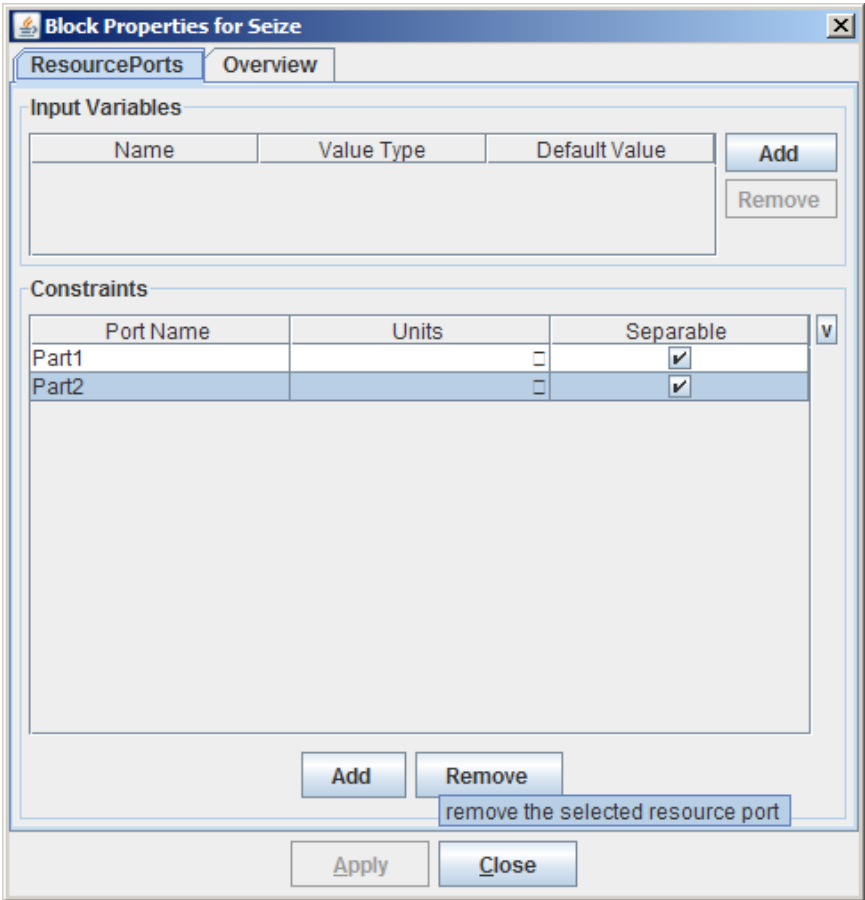 Block Properties for Seize
ResourcePorts Overview
Input Variables
Name Value Type Default Value
Add
Remove
Constraints
Port Name Units Separable V
Part1
Part2
Add Remove
remove the selected resource port
Apply Close